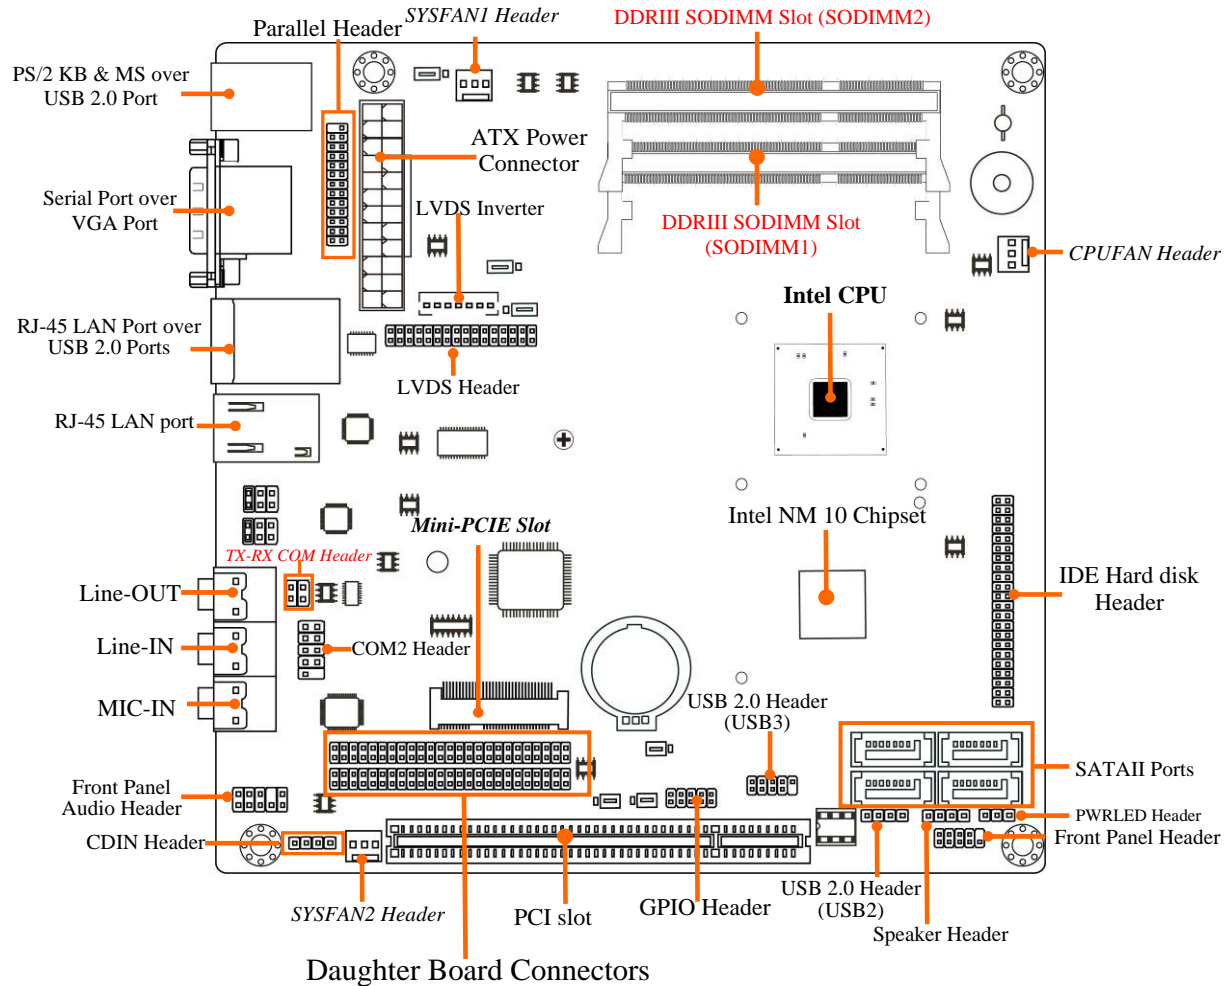 SYSFAN1 Header
DDRIII SODIMM Slot (SODIMM2)
Parallel Header
PS/2 KB & MS over
USB 2.0 Port
ATX Power
Connector
Serial Port over
VGA Port
LVDS Inverter
DDRIII SODIMM Slot
(SODIMM1)
CPUFAN Header
Intel CPU
RJ-45 LAN Port over
USB 2.0 Ports
LVDS Header
RJ-45 LAN port
Mini-PCIE Slot
Intel NM 10 Chipset
TX-RX COM Header
IDE Hard disk
Header
Line-OUT
Line-IN
COM2 Header
MIC-IN
USB 2.0 Header
(USB3)
SATAII Ports
Front Panel
Audio Header
PWRLED Header
CDIN Header
Front Panel Header
SYSFAN2 Header
PCI slot
GPIO Header
USB 2.0 Header
(USB2)
Speaker Header
Daughter Board Connectors